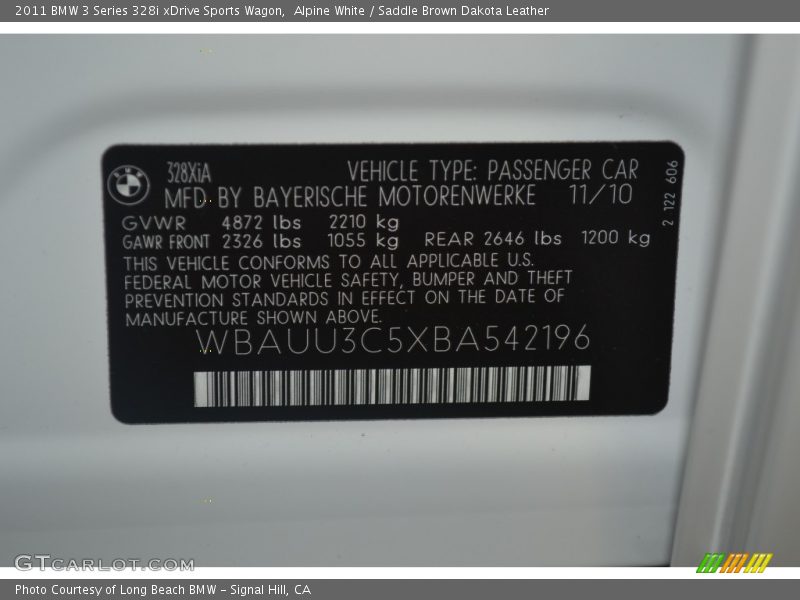 2011 BMW 3 Series 328i xDrive Sports Wagon,  Alpine White / Saddle Brown Dakota Leather
BMW
328XiA
VEHICLE TYPE: PASSENGER CAR
MFD BY BAYERISCHE MOTORENWERKE 11/10
2 122 606
GVWR 4872 lbs 2210 kg
GAWR FRONT 2326 lbs 1055 kg REAR 2646 lbs 1200 kg
THIS VEHICLE CONFORMS TO ALL APPLICABLE U.S.
FEDERAL MOTOR VEHICLE SAFETY, BUMPER AND THEFT
PREVENTION STANDARDS IN EFFECT ON THE DATE OF
MANUFACTURE SHOWN ABOVE.
WBAUU3C5XBA542196
GTCARLOT.COM
Photo Courtesy of Long Beach BMW - Signal Hill, CA